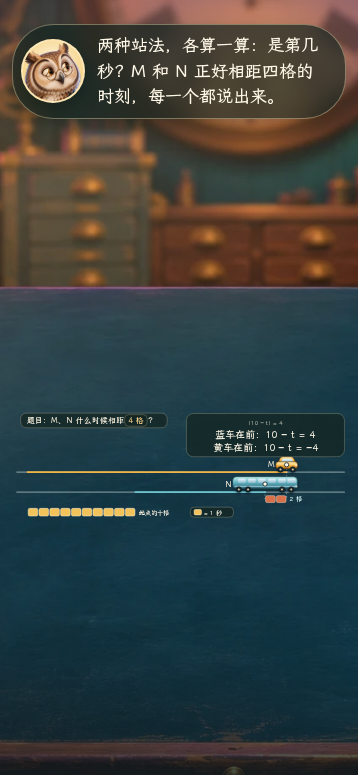 两种站法，各算一算：是第几
秒？M 和 N 正好相距四格的
时刻，每一个都说出来。
题目：M、N 什么时候相距 4 格 ？
|10 − t| = 4
蓝车在前：10 − t = 4
黄车在前：10 − t = −4
M
N
2 格
起点的十格
= 1 秒